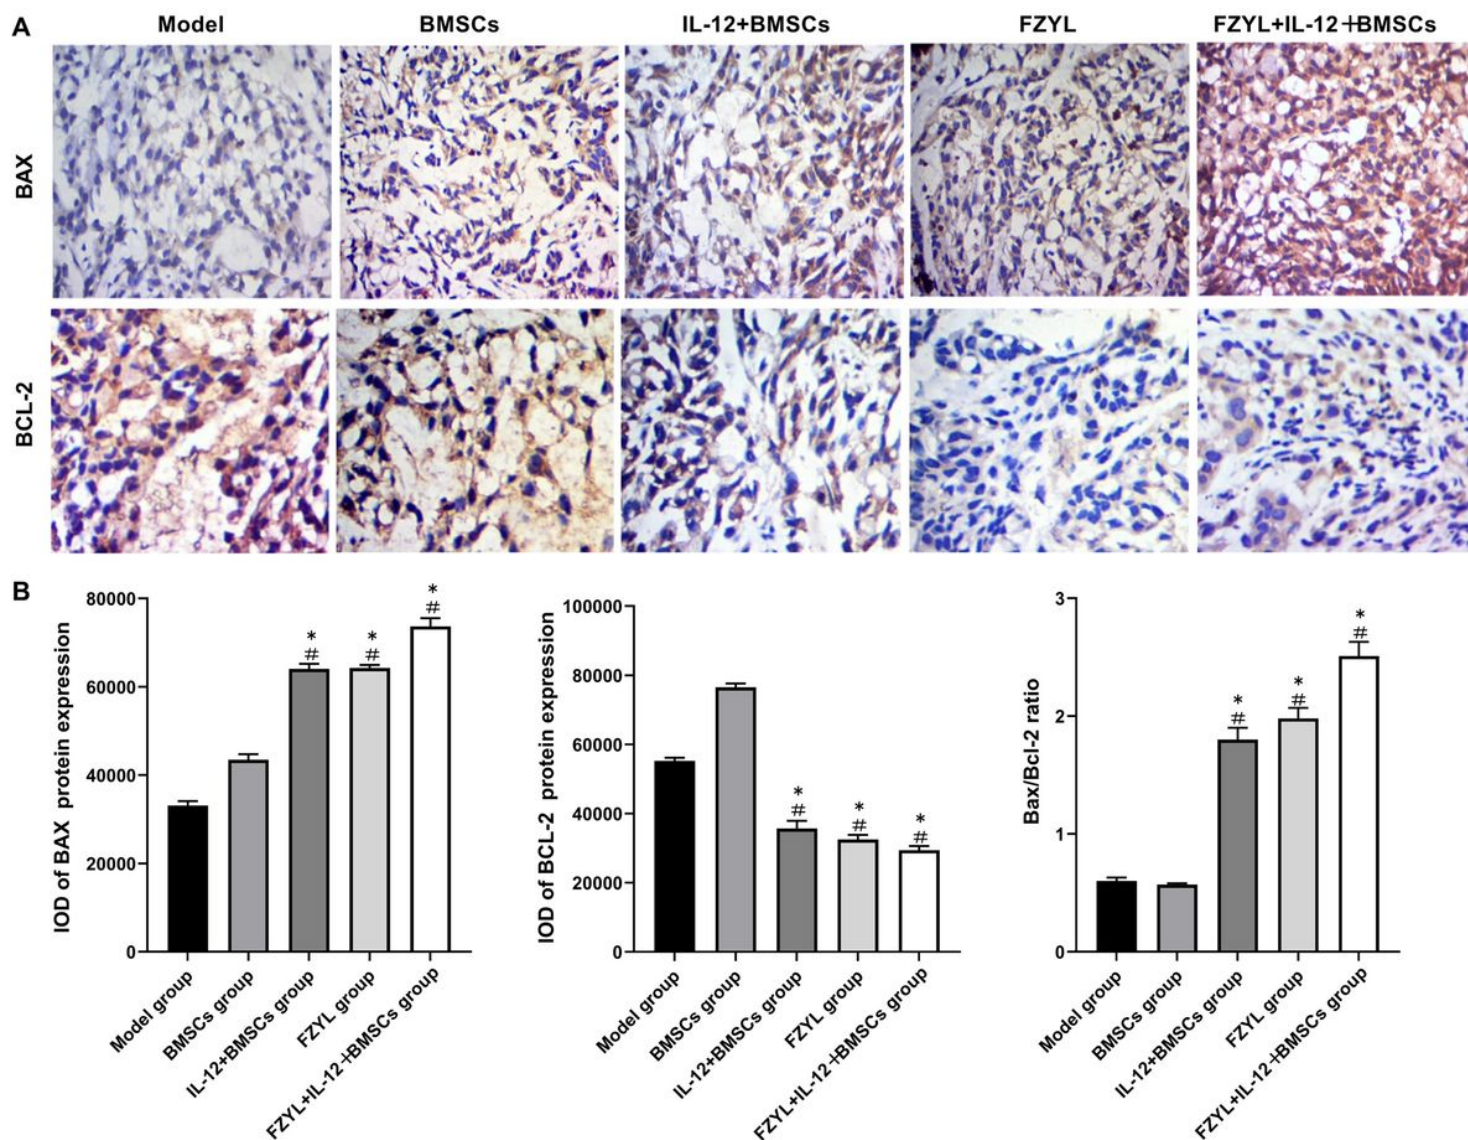 A
Model
BMSCs
IL-12+BMSCs
FZYL
FZYL+IL-12+BMSCs
BAX
BCL-2
B
IOD of BAX protein expression
80000
60000
40000
20000
0
*
#
*
#
*
#
Model group
BMSCs group
IL-12+BMSCs group
FZYL group
FZYL+IL-12+BMSCs group
IOD of BCL-2 protein expression
100000
80000
60000
40000
20000
0
*
#
*
#
*
#
Model group
BMSCs group
IL-12+BMSCs group
FZYL group
FZYL+IL-12+BMSCs group
Bax/Bcl-2 ratio
3
2
1
0
*
#
*
#
*
#
Model group
BMSCs group
IL-12+BMSCs group
FZYL group
FZYL+IL-12+BMSCs group